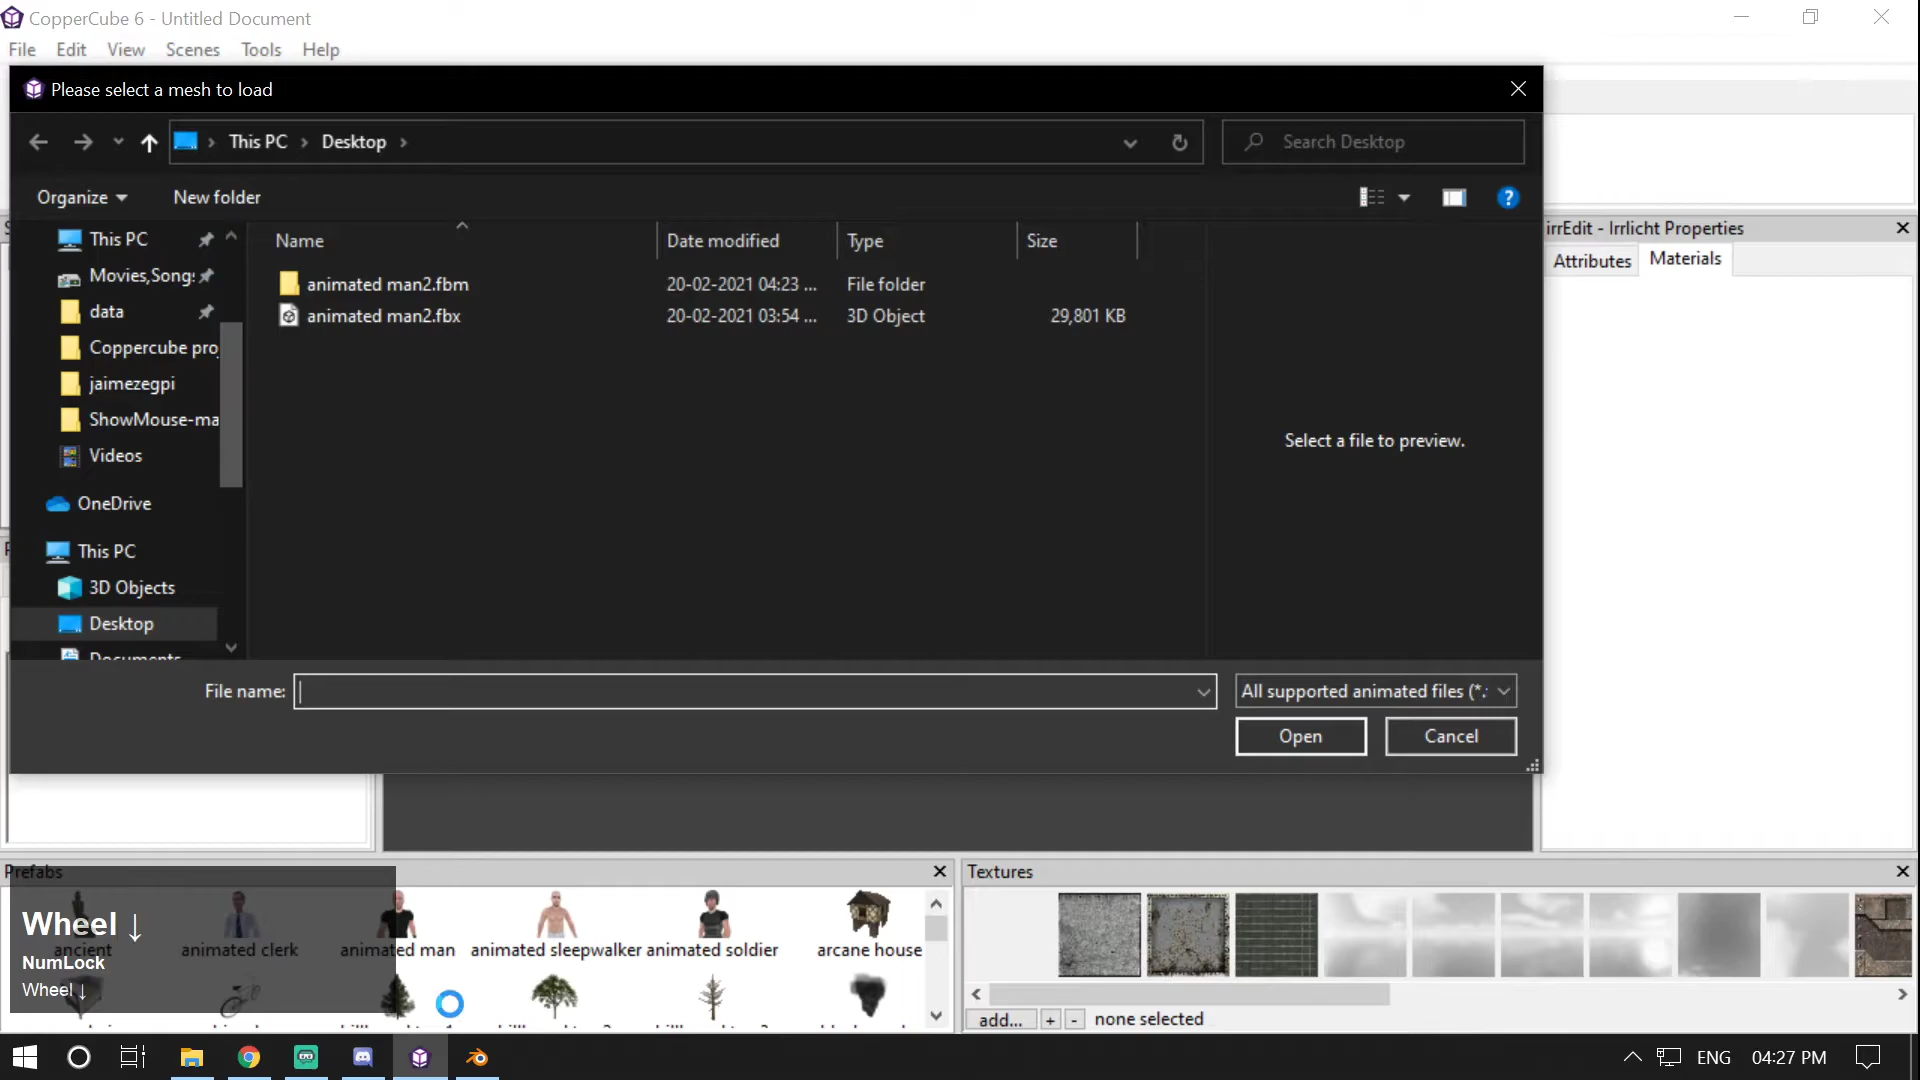 CopperCube 6 - Untitled Document
File Edit View Scenes Tools Help
Please select a mesh to load
This PC Desktop
Search Desktop
Organize New folder
Name Date modified Type Size
animated man2.fbm 20-02-2021 04:23 ... File folder
animated man2.fbx 20-02-2021 03:54 ... 3D Object 29,801 KB
This PC
Movies,Song:
data
Coppercube pro
jaimezegpi
ShowMouse-ma
Videos
OneDrive
This PC
3D Objects
Desktop
Documents
Select a file to preview.
File name:
All supported animated files (*.
Open Cancel
irrEdit - Irrlicht Properties
Attributes Materials
Prefabs
ancient animated clerk animated man animated sleepwalker animated soldier arcane house
Wheel ↓
NumLock
Wheel ↓
Textures
add... + - none selected
ENG 04:27 PM